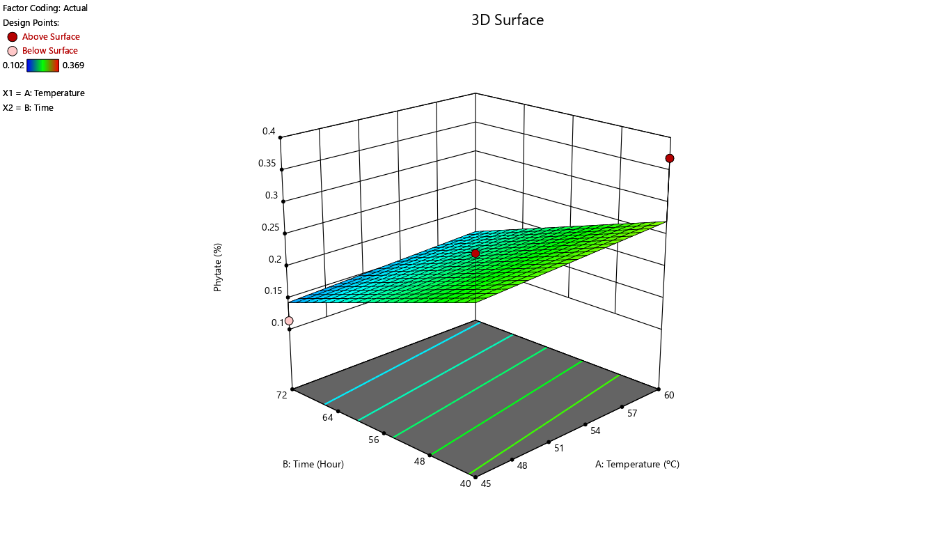 Factor Coding: Actual
3D Surface
Design Points:
Above Surface
Below Surface
0.102 0.369
X1 = A: Temperature
X2 = B: Time
0.4
0.35
0.3
0.25
0.2
0.15
0.1
Phytate (%)
72
64
56
48
40
B: Time (Hour)
45
48
51
54
57
60
A: Temperature (ºC)